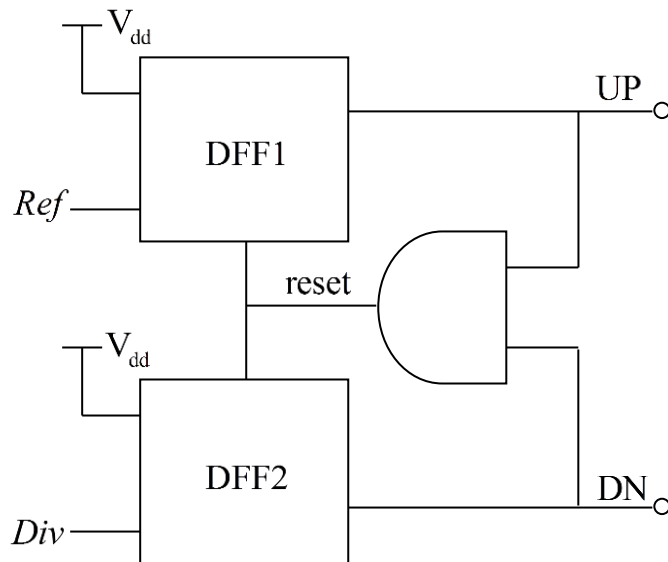 Vdd
UP
DFF1
Ref
reset
Vdd
DFF2
DN
Div